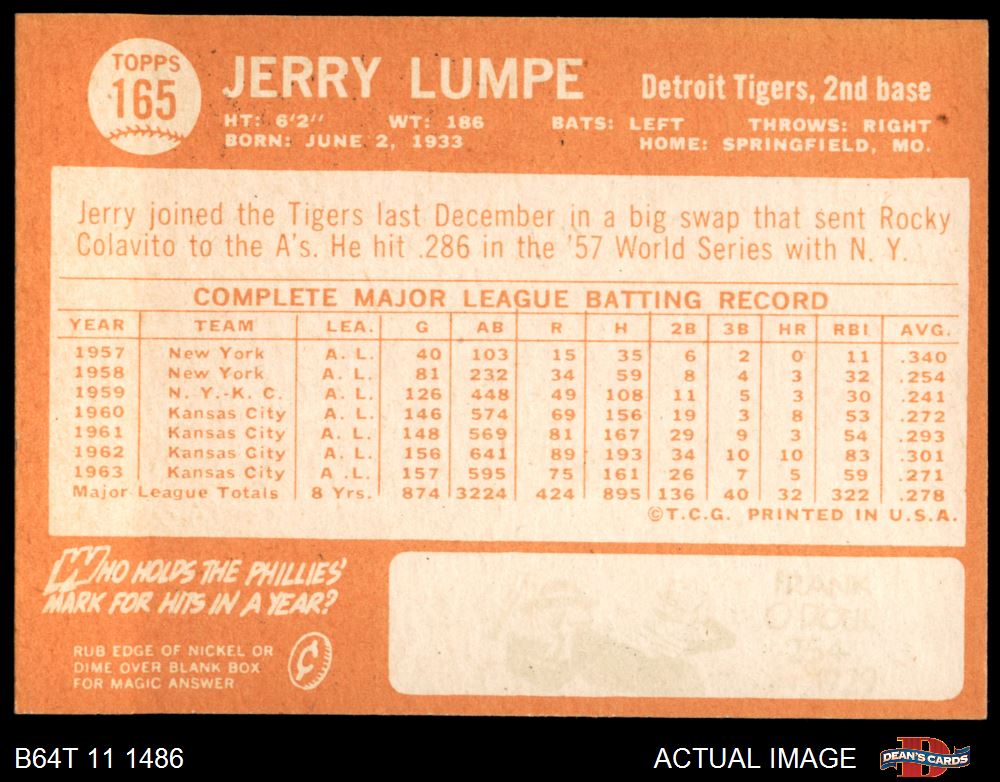 TOPPS
165
JERRY LUMPE
Detroit Tigers, 2nd base
HT: 6'2" WT: 186 BATS: LEFT THROWS: RIGHT
BORN: JUNE 2, 1933 HOME: SPRINGFIELD, MO.
Jerry joined the Tigers last December in a big swap that sent Rocky
Colavito to the A's. He hit .286 in the '57 World Series with N. Y.
COMPLETE MAJOR LEAGUE BATTING RECORD
YEAR TEAM LEA. G AB R H 2B 3B HR RBI AVG.
1957 New York A. L. 40 103 15 35 6 2 0 11 .340
1958 New York A. L. 81 232 34 59 8 4 3 32 .254
1959 N. Y.-K. C. A. L. 126 448 49 108 11 5 3 30 .241
1960 Kansas City A. L. 146 574 69 156 19 3 8 53 .272
1961 Kansas City A. L. 148 569 81 167 29 9 3 54 .293
1962 Kansas City A. L. 156 641 89 193 34 10 10 83 .301
1963 Kansas City A .L. 157 595 75 161 26 7 5 59 .271
Major League Totals 8 Yrs. 874 3224 424 895 136 40 32 322 .278
©T.C.G. PRINTED IN U.S.A.
WHO HOLDS THE PHILLIES'
MARK FOR HITS IN A YEAR?
RUB EDGE OF NICKEL OR
DIME OVER BLANK BOX
FOR MAGIC ANSWER
¢
B64T 11 1486
ACTUAL IMAGE
DEAN'S CARDS